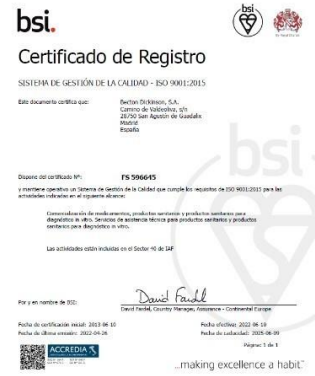 bsi.
bsi
Certificado de Registro
SISTEMA DE GESTIÓN DE LA CALIDAD - ISO 9001:2015
Este documento certifica que:
Becton Dickinson, S.A.
Camino de Valdeoliva, s/n
28750 San Agustín de Guadalix
Madrid
España
bsi
Dispone del certificado Nº:
FS 596645
y mantiene operativo un Sistema de Gestión de la Calidad que cumple los requisitos de ISO 9001:2015 para las
actividades indicadas en el siguiente alcance:
Comercialización de medicamentos, productos sanitarios y productos sanitarios para
diagnóstico in vitro. Servicios de asistencia técnica para productos sanitarios y productos
sanitarios para diagnóstico in vitro.
Las actividades están incluidas en el Sector 40 de IAF
Por y en nombre de BSI:
David Fardel, Country Manager, Assurance - Continental Europe
Fecha de certificación inicial: 2013-06-10
Fecha efectiva: 2022-06-10
Fecha de última emisión: 2022-04-26
Fecha de caducidad: 2025-06-09
Página: 1 de 1
ACCREDIA
...making excellence a habit.™